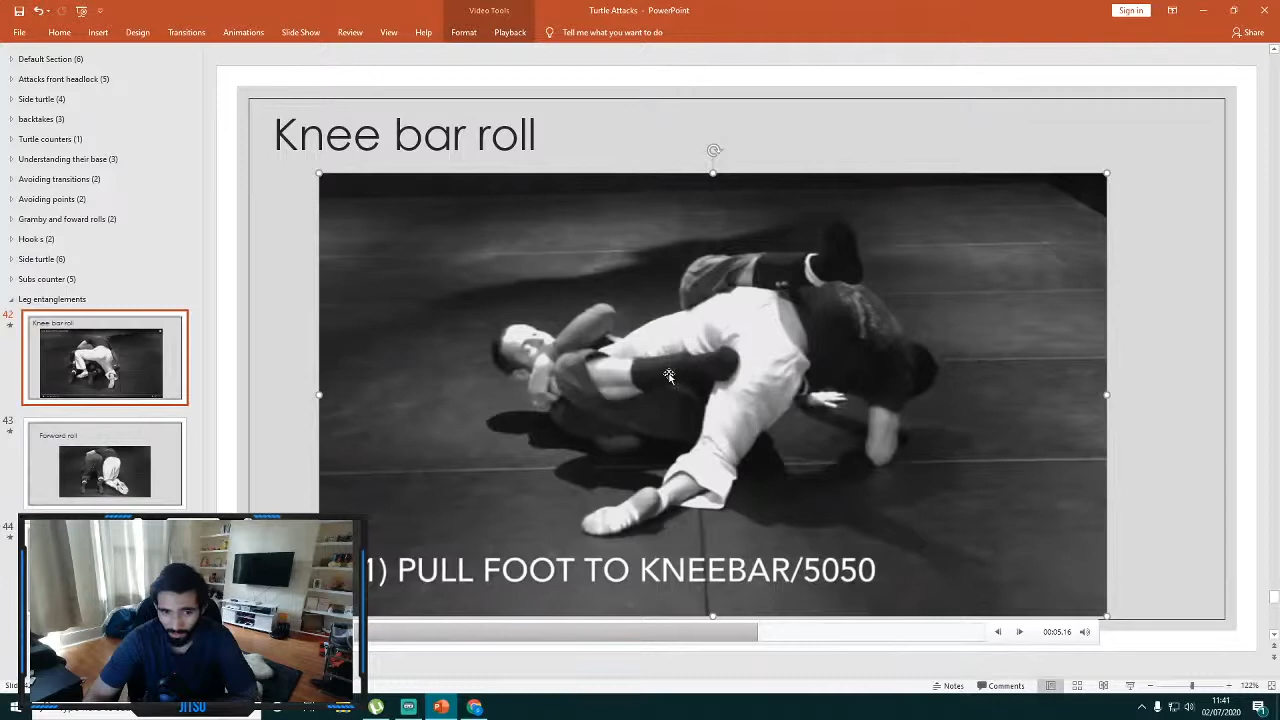 Video Tools
Turtle Attacks - PowerPoint
Sign in
File Home Insert Design Transitions Animations Slide Show Review View Help Format Playback Tell me what you want to do Share
Default Section (6)
Attacks front headlock (5)
Side turtle (4)
backtakes (3)
Turtle counters (1)
Understanding their base (3)
Avoiding transitions (2)
Avoiding points (2)
Gramby and foward rolls (2)
Hook s (2)
Side turtle (6)
Subs counter (5)
Leg entanglements
42
Knee bar roll
43
Forward roll
44
Knee bar roll
1) PULL FOOT TO KNEEBAR/5050
00:05.16
Notes Comments 122%
JITSU
11:41
02/07/2020